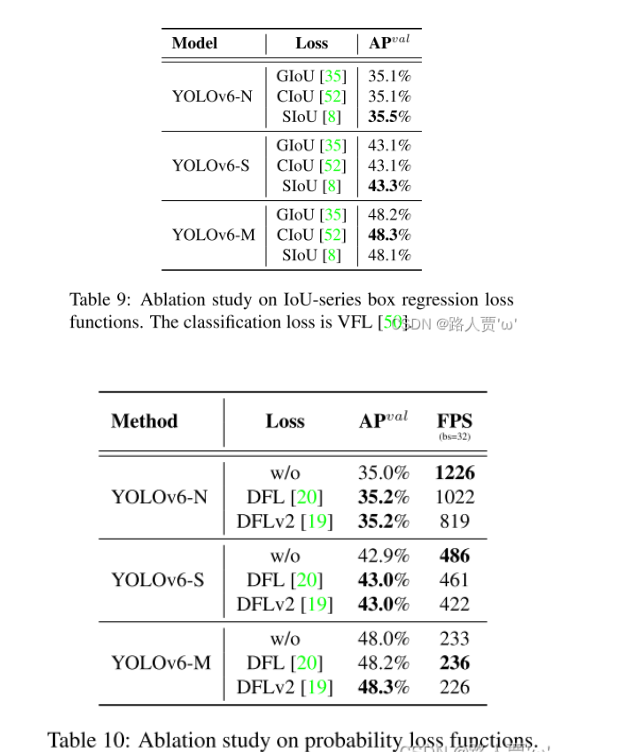 Model Loss AP^val
GIoU [35] 35.1%
YOLOv6-N CIoU [52] 35.1%
SIoU [8] 35.5%
GIoU [35] 43.1%
YOLOv6-S CIoU [52] 43.1%
SIoU [8] 43.3%
GIoU [35] 48.2%
YOLOv6-M CIoU [52] 48.3%
SIoU [8] 48.1%
Table 9: Ablation study on IoU-series box regression loss
functions. The classification loss is VFL [50]. CSDN @路人贾'ω'
Method Loss AP^val FPS
(bs=32)
w/o 35.0% 1226
YOLOv6-N DFL [20] 35.2% 1022
DFLv2 [19] 35.2% 819
w/o 42.9% 486
YOLOv6-S DFL [20] 43.0% 461
DFLv2 [19] 43.0% 422
w/o 48.0% 233
YOLOv6-M DFL [20] 48.2% 236
DFLv2 [19] 48.3% 226
Table 10: Ablation study on probability loss functions.